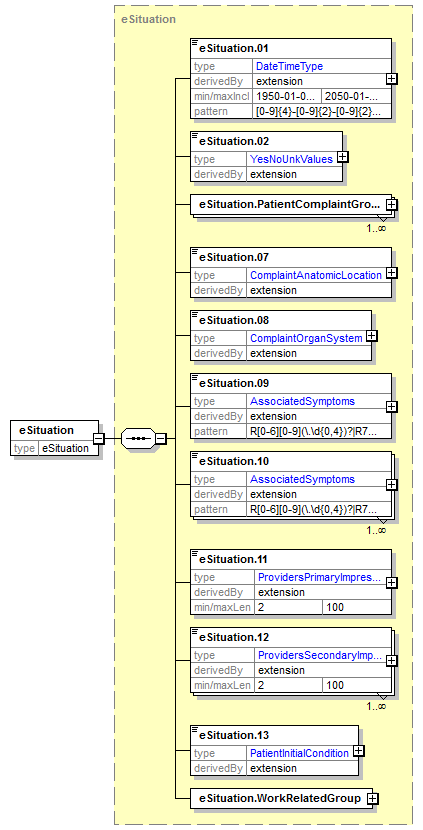 eSituation
eSituation.01
type DateTimeType
derivedBy extension
min/maxIncl 1950-01-0... 2050-01-...
pattern [0-9]{4}-[0-9]{2}-[0-9]{2}...
eSituation.02
type YesNoUnkValues
derivedBy extension
eSituation.PatientComplaintGro...
1..∞
eSituation.07
type ComplaintAnatomicLocation
derivedBy extension
eSituation.08
type ComplaintOrganSystem
derivedBy extension
eSituation.09
type AssociatedSymptoms
derivedBy extension
pattern R[0-6][0-9](\.\d{0,4})?|R7...
eSituation
type eSituation
eSituation.10
type AssociatedSymptoms
derivedBy extension
pattern R[0-6][0-9](\.\d{0,4})?|R7...
1..∞
eSituation.11
type ProvidersPrimaryImpres...
derivedBy extension
min/maxLen 2 100
eSituation.12
type ProvidersSecondaryImp...
derivedBy extension
min/maxLen 2 100
1..∞
eSituation.13
type PatientInitialCondition
derivedBy extension
eSituation.WorkRelatedGroup